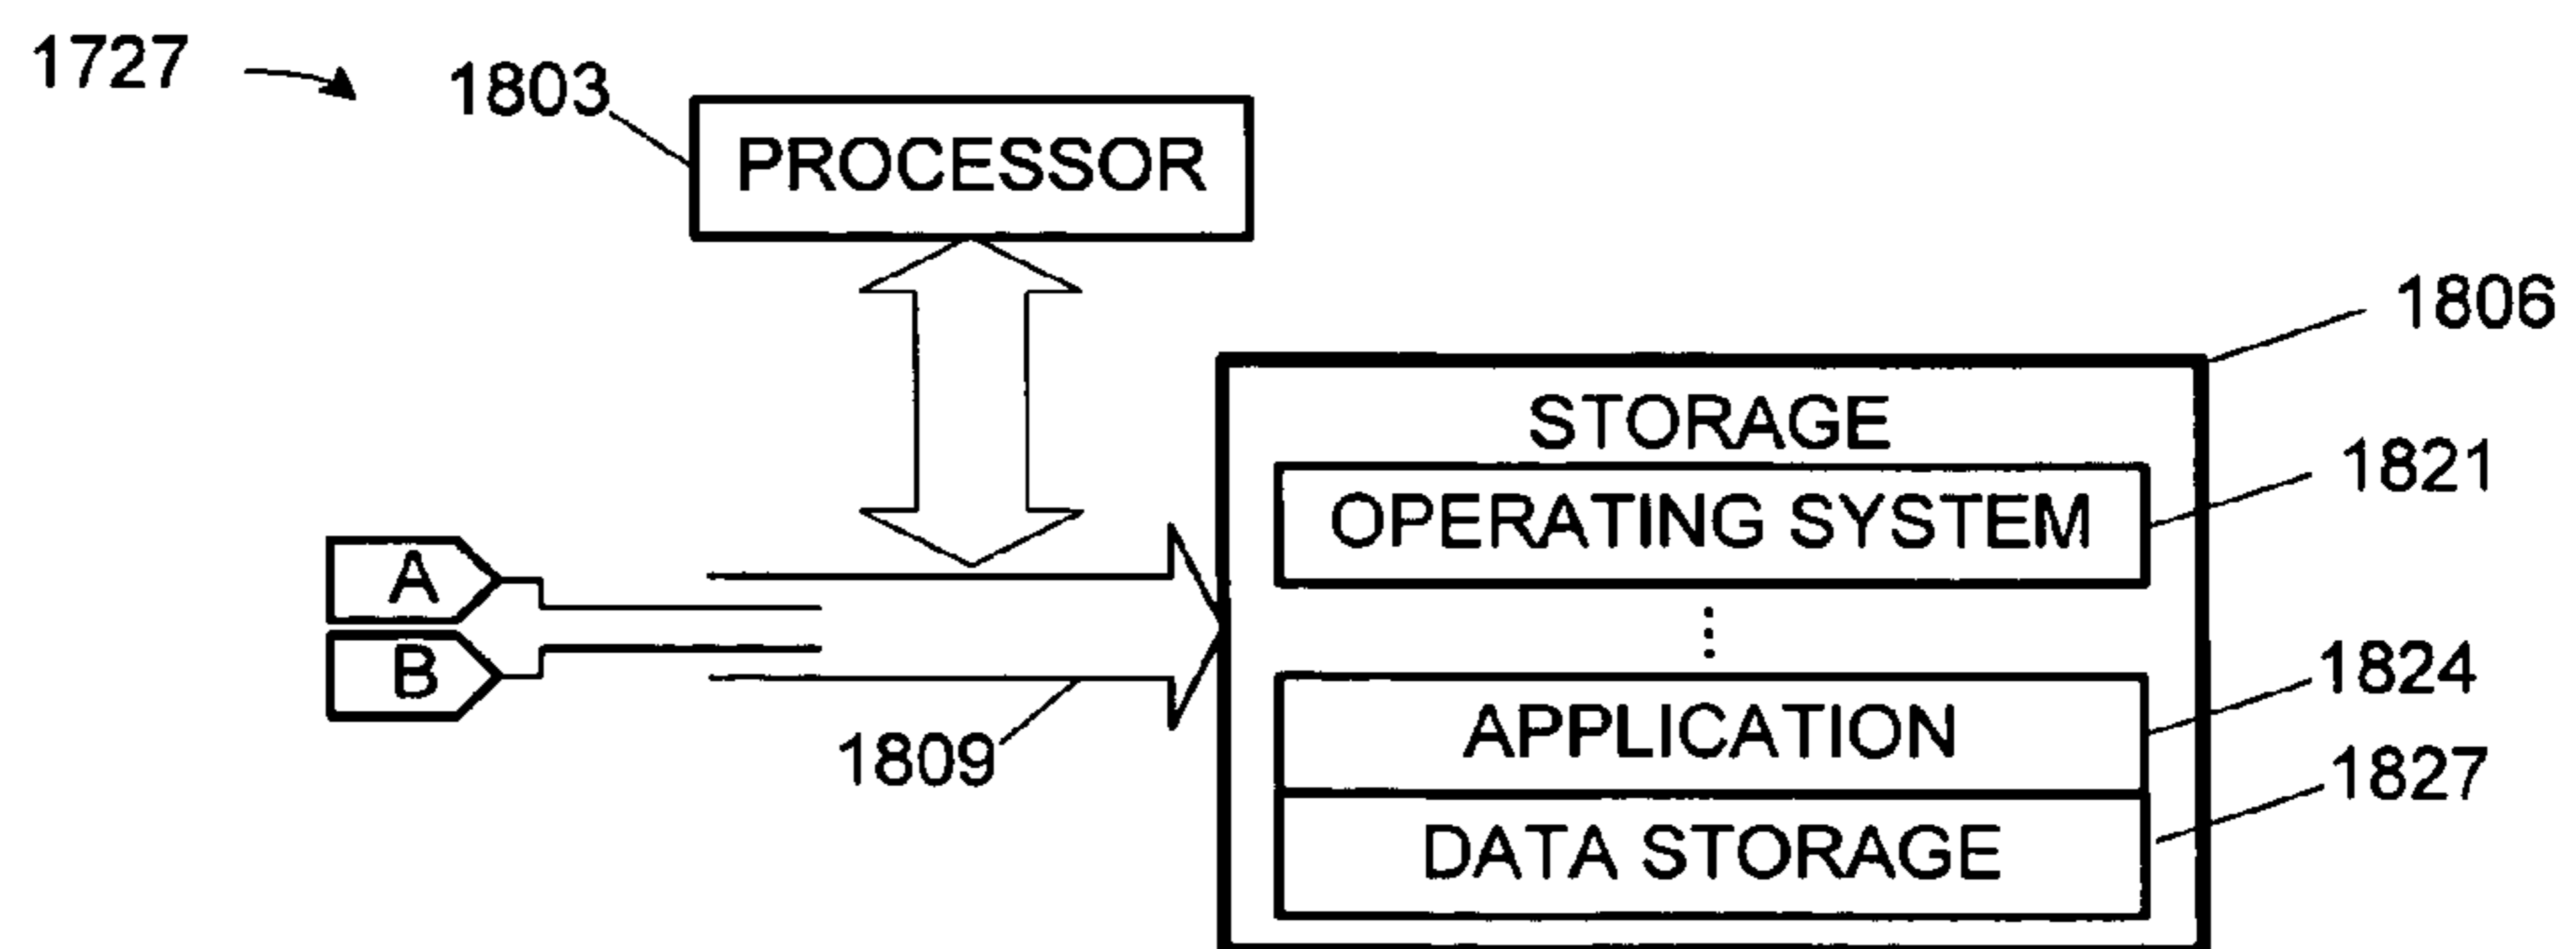 1727
1803
PROCESSOR
1806
STORAGE
1821
OPERATING SYSTEM
A
B
1824
APPLICATION
1809
1827
DATA STORAGE